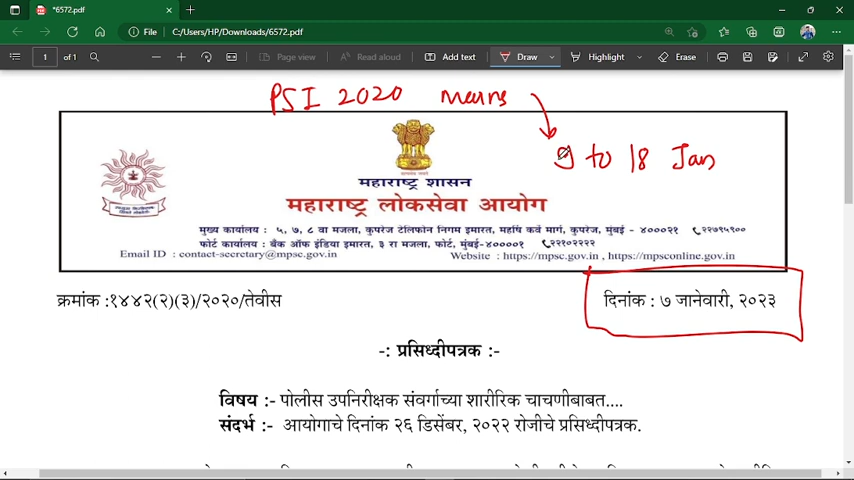 *6572.pdf
File C:/Users/HP/Downloads/6572.pdf
1 of 1 Page view Read aloud Add text Draw Highlight Erase
PSI 2020 mains
9 to 18 Jan
महाराष्ट्र शासन
महाराष्ट्र लोकसेवा आयोग
मुख्य कार्यालय : ५, ७, ८ वा मजला, कुपरेज टेलिफोन निगम इमारत, महर्षि कर्वे मार्ग, कुपरेज, मुंबई - ४०००२१ २२७९५९००
फोर्ट कार्यालय : बँक ऑफ इंडिया इमारत, ३ रा मजला, फोर्ट, मुंबई-४००००१ २२१०२२२२
Email ID : contact-secretary@mpsc.gov.in Website : https://mpsc.gov.in , https://mpsconline.gov.in
क्रमांक :१४४२(२)(३)/२०२०/तेवीस दिनांक : ७ जानेवारी, २०२३
-: प्रसिध्दीपत्रक :-
विषय :- पोलीस उपनिरीक्षक संवर्गाच्या शारीरिक चाचणीबाबत....
संदर्भ :- आयोगाचे दिनांक २६ डिसेंबर, २०२२ रोजीचे प्रसिध्दीपत्रक.